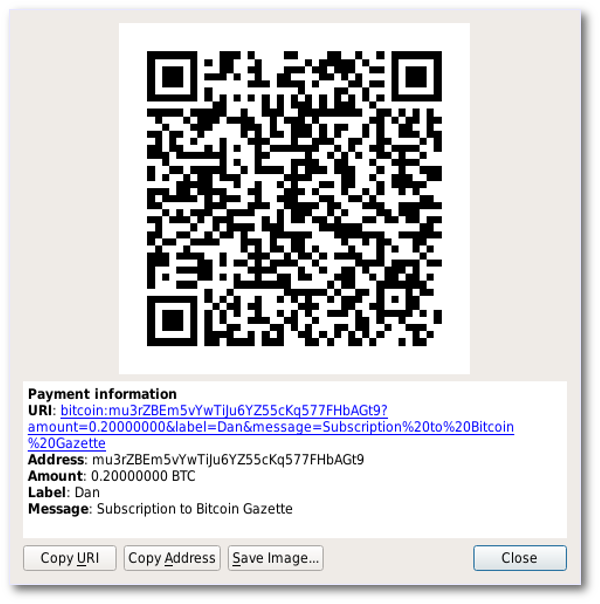 Payment information
URI: bitcoin:mu3rZBEm5vYwTiJu6YZ55cKq577FHbAGt9?
amount=0.20000000&label=Dan&message=Subscription%20to%20Bitcoin
%20Gazette
Address: mu3rZBEm5vYwTiJu6YZ55cKq577FHbAGt9
Amount: 0.20000000 BTC
Label: Dan
Message: Subscription to Bitcoin Gazette
Copy URI Copy Address Save Image... Close